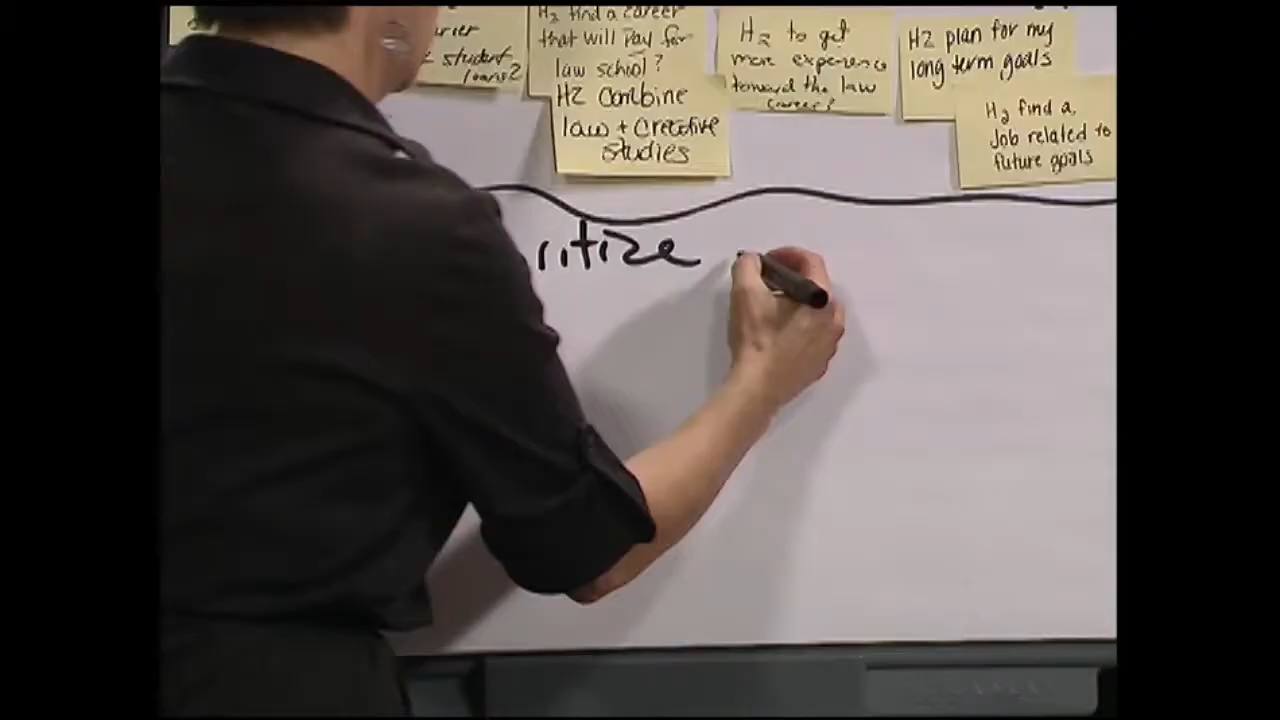 student
loans?
H2 find a career
that will pay for
law school?
H2 combine
law + creative
studies
H2 to get
more experience
toward the law
career?
H2 plan for my
long term goals
H2 find a
Job related to
future goals
ritize